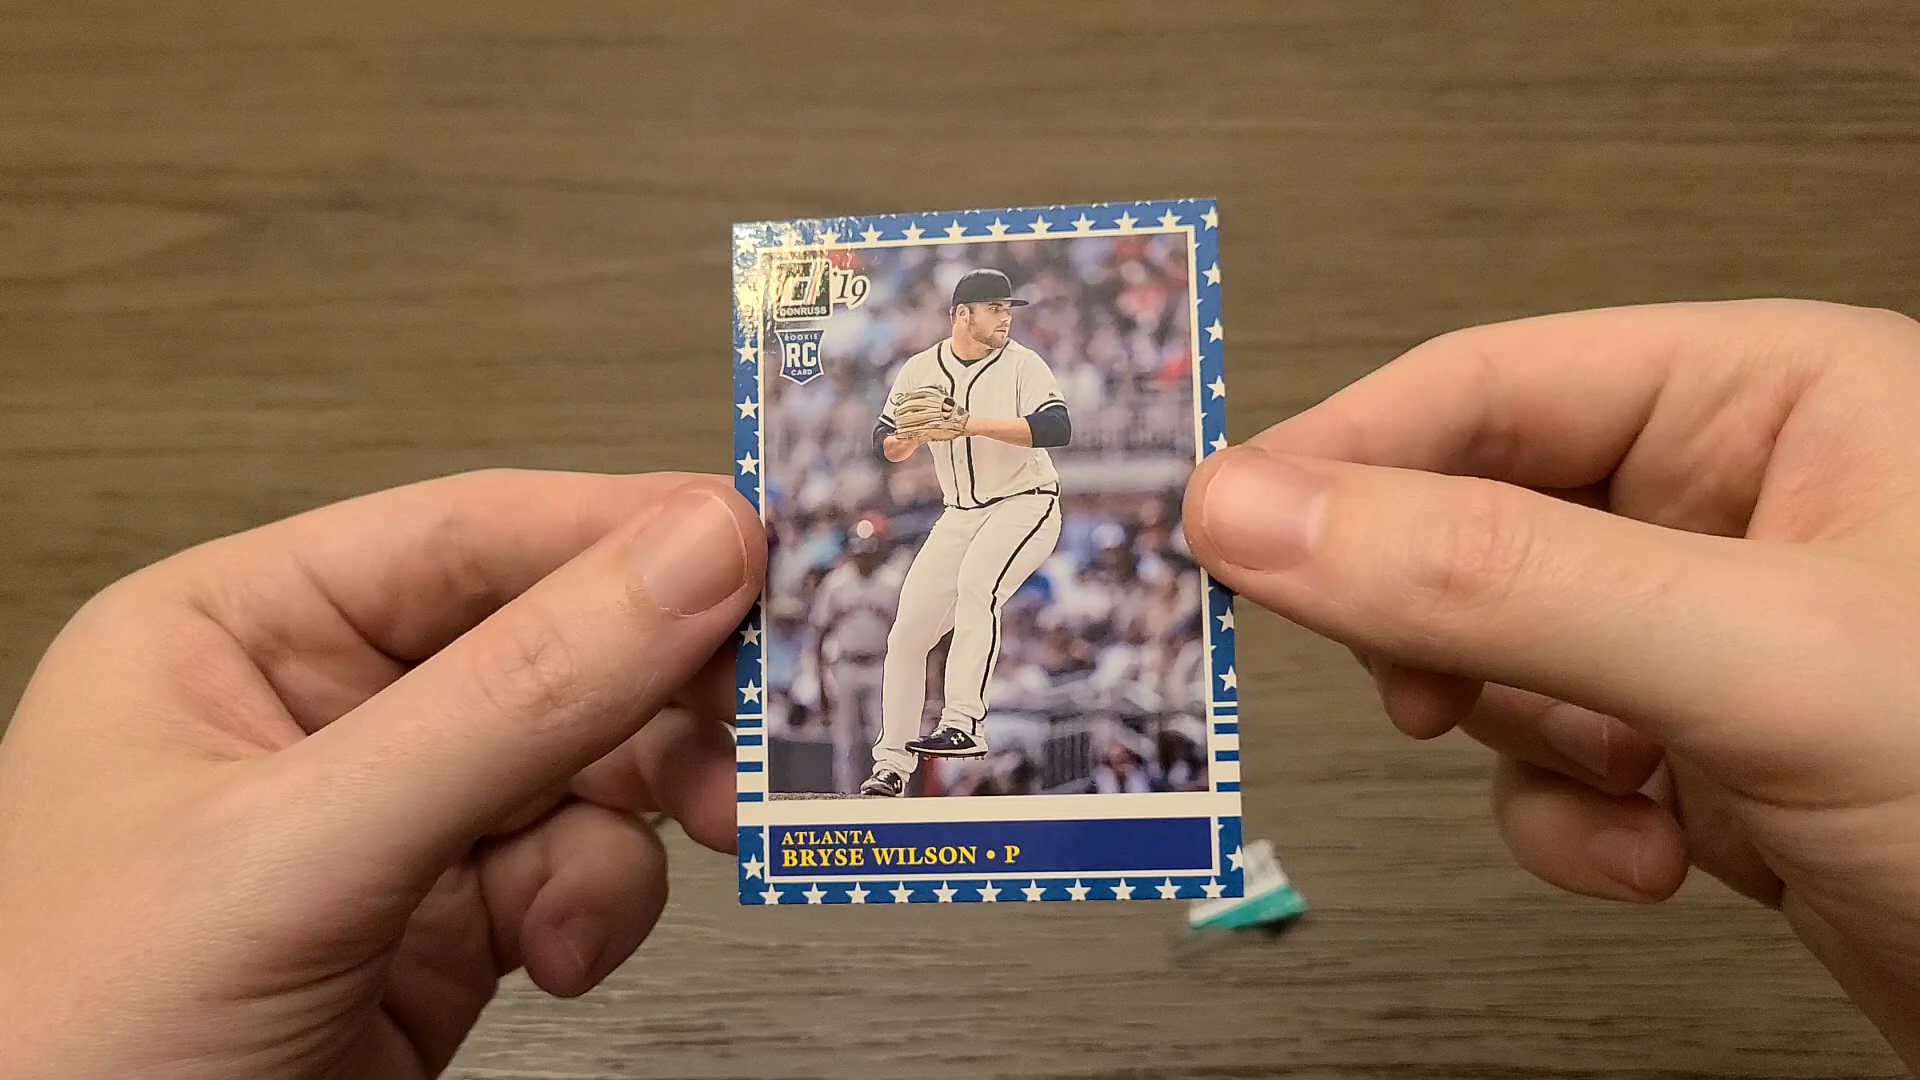 '19
DONRUSS
ROOKIE
RC
CARD
ATLANTA
BRYSE WILSON • P